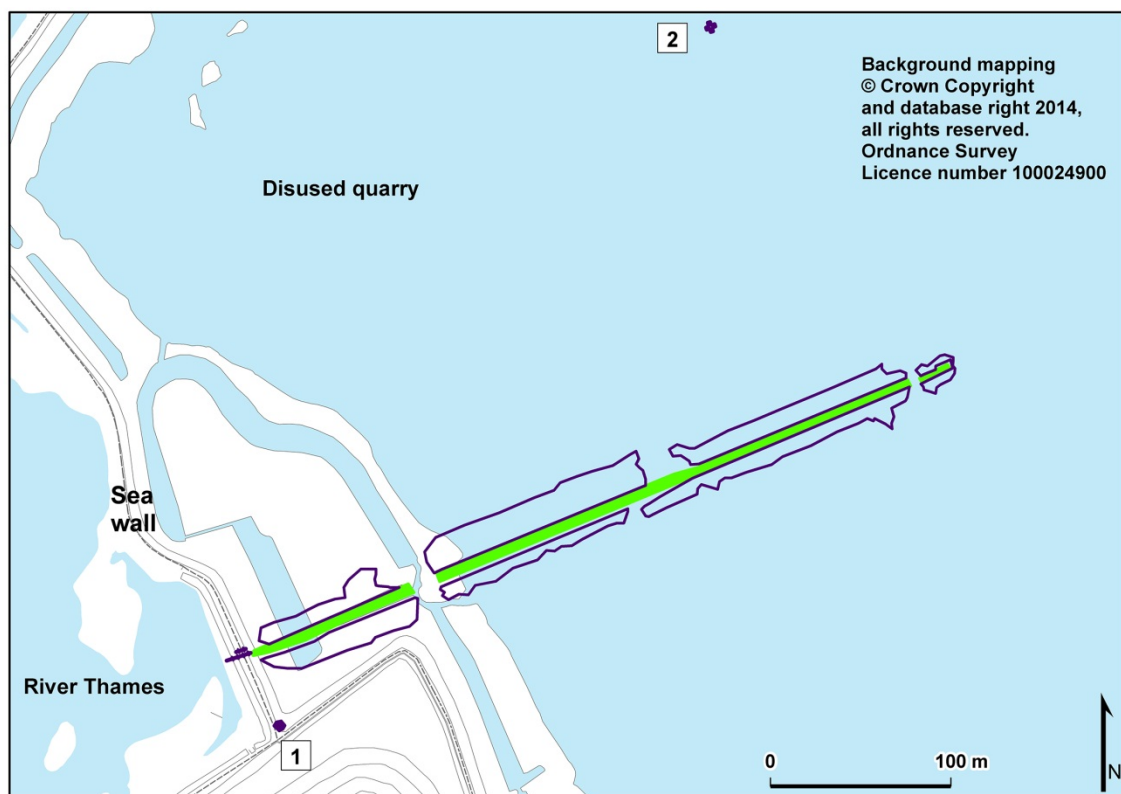 2
Background mapping
© Crown Copyright
and database right 2014,
all rights reserved.
Ordnance Survey
Licence number 100024900
Disused quarry
Sea
wall
River Thames
1
0
100 m
N